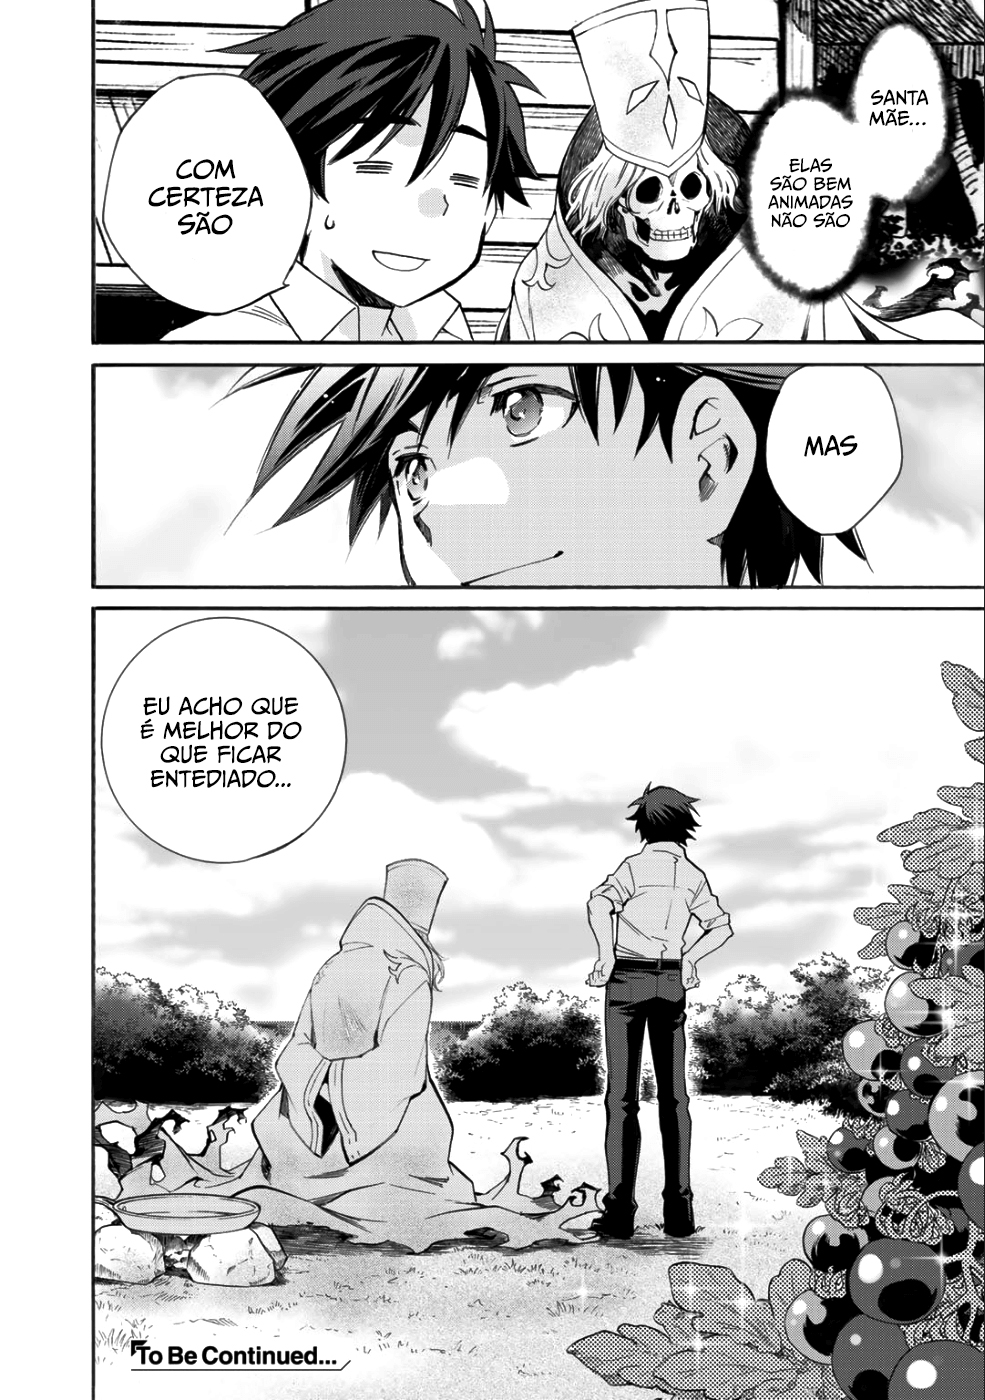 SANTA
MÃE...
ELAS
SÃO BEM
ANIMADAS
NÃO SÃO
COM
CERTEZA
SÃO
MAS
EU ACHO QUE
É MELHOR DO
QUE FICAR
ENTEDIADO...
To Be Continued...